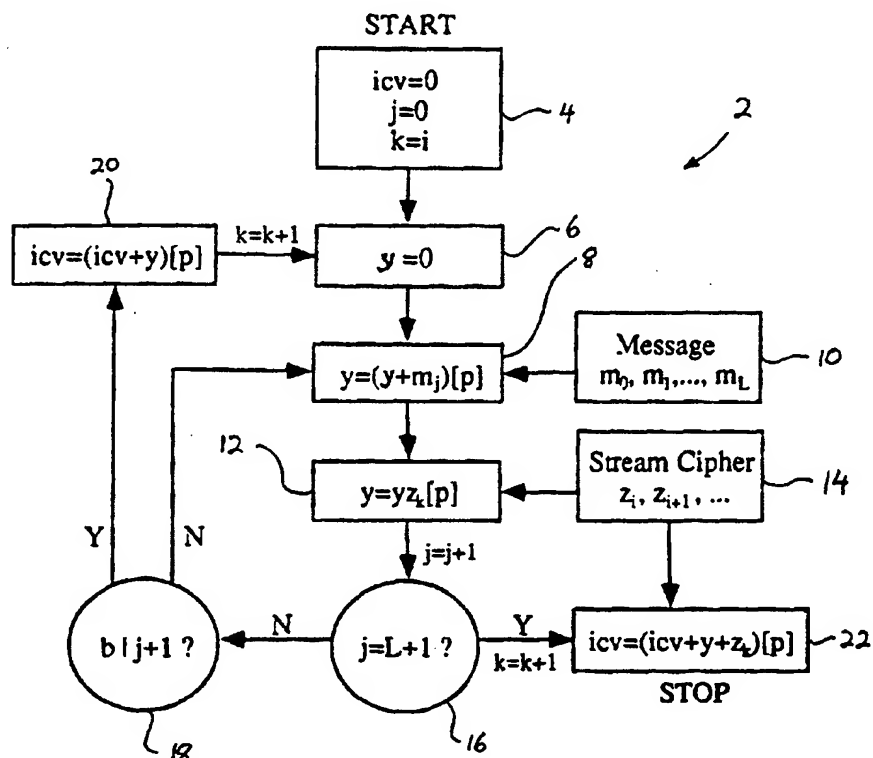 START
icv=0
j=0
k=i
4
2
20
icv=(icv+y)[p]
k=k+1
y=0
6
8
y=(y+mj)[p]
Message
m0, m1,..., mL
10
12
y=yzk[p]
Stream Cipher
zi, zi+1, ...
14
Y
N
j=j+1
b | j+1 ?
N
j=L+1 ?
Y
k=k+1
icv=(icv+y+zk)[p]
22
STOP
18
16